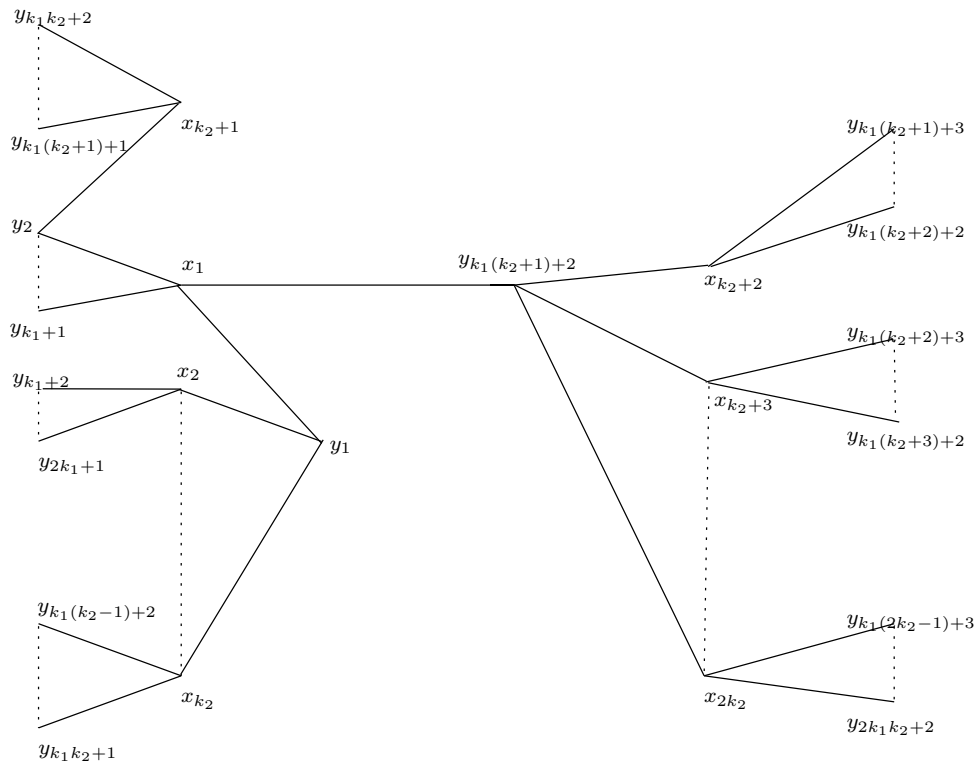 y_{k_1k_2+2}
x_{k_2+1}
y_{k_1(k_2+1)+1}
y_2
x_1
y_{k_1+1}
y_{k_1+2}
x_2
y_{2k_1+1}
y_1
y_{k_1(k_2-1)+2}
x_{k_2}
y_{k_1k_2+1}
y_{k_1(k_2+1)+2}
y_{k_1(k_2+1)+3}
y_{k_1(k_2+2)+2}
x_{k_2+2}
y_{k_1(k_2+2)+3}
x_{k_2+3}
y_{k_1(k_2+3)+2}
y_{k_1(2k_2-1)+3}
x_{2k_2}
y_{2k_1k_2+2}